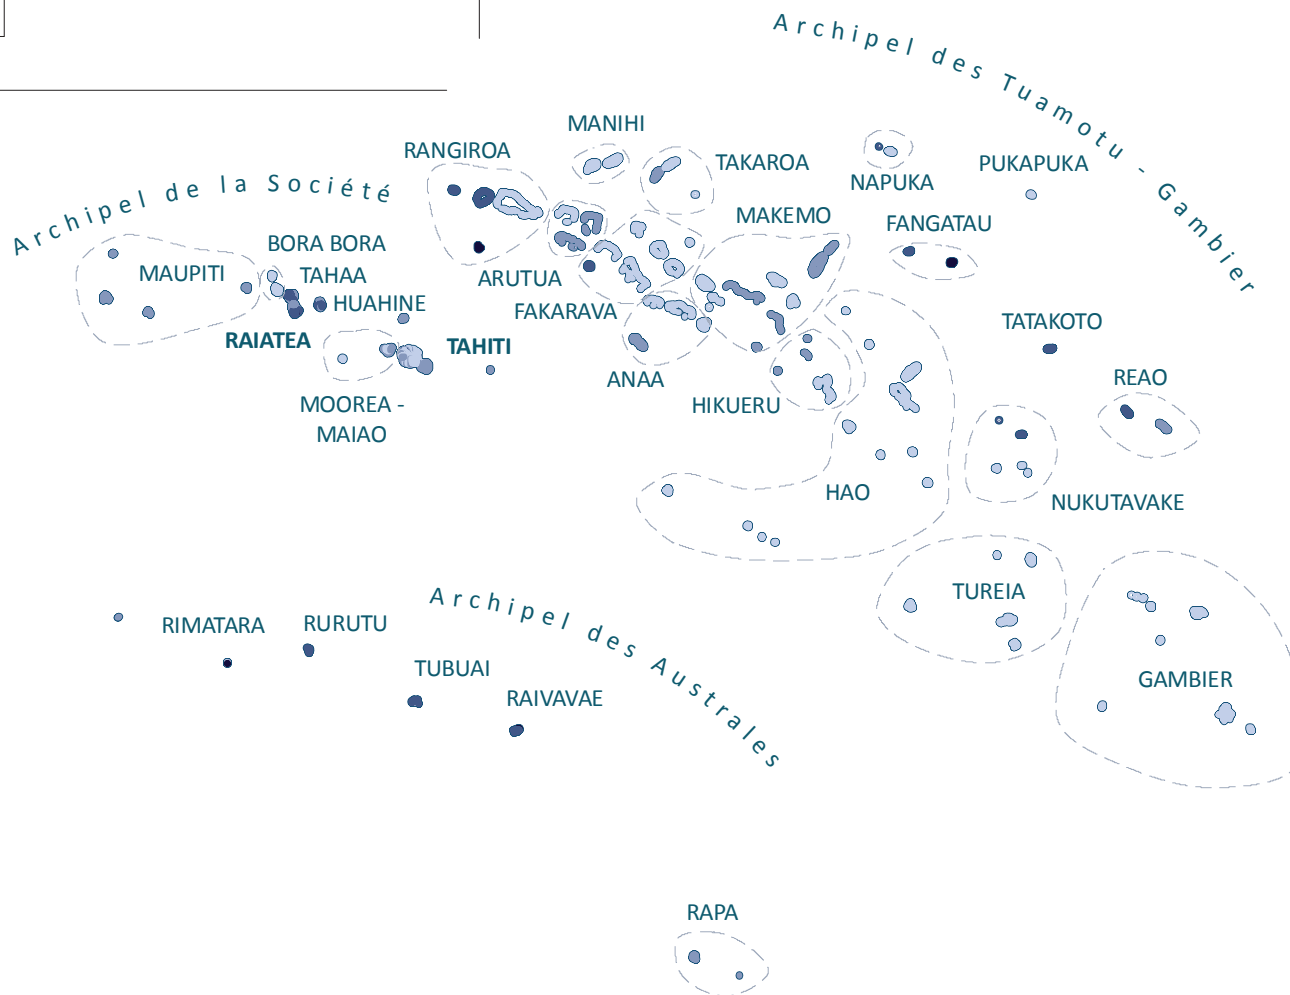 Archipel des Tuamotu - Gambier
MANIHI
RANGIROA
TAKAROA
PUKAPUKA
NAPUKA
Archipel de la Société
MAKEMO
FANGATAU
BORA BORA
MAUPITI
TAHAA
ARUTUA
HUAHINE
FAKARAVA
TATAKOTO
RAIATEA
TAHITI
ANAA
REAO
MOOREA -
MAIAO
HIKUERU
HAO
NUKUTAVAKE
TUREIA
Archipel des Australes
RIMATARA
RURUTU
TUBUAI
GAMBIER
RAIVAVAE
RAPA